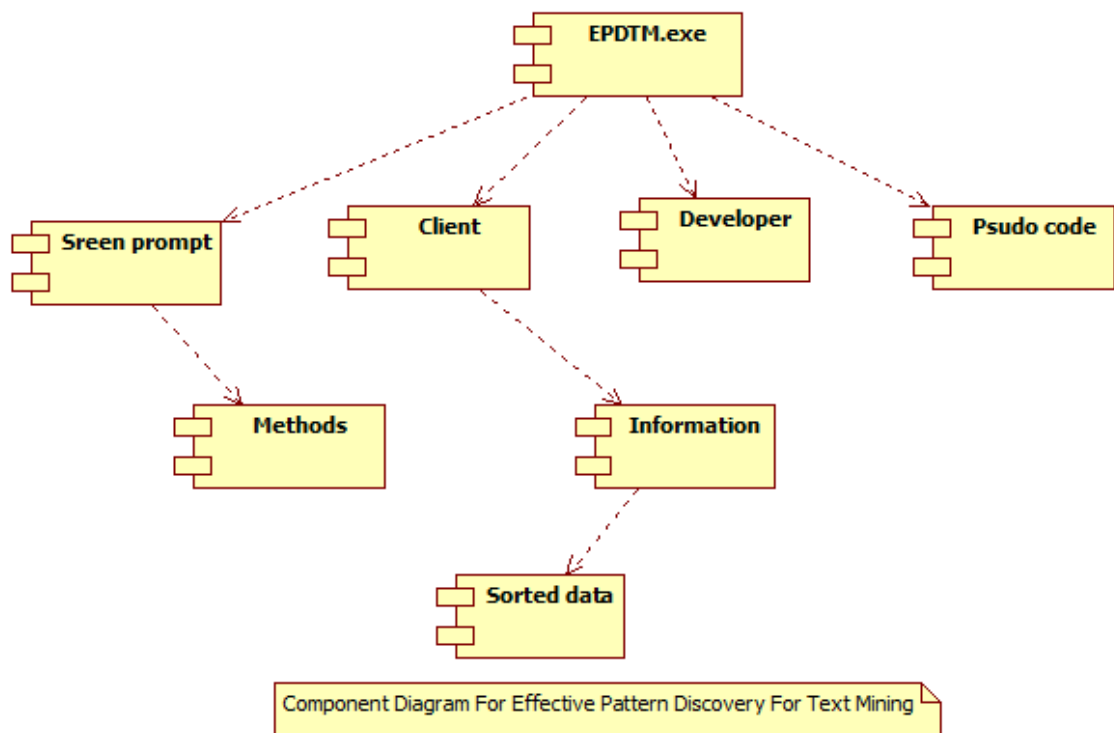 EPDTM.exe
Sreen prompt
Client
Developer
Psudo code
Methods
Information
Sorted data
Component Diagram For Effective Pattern Discovery For Text Mining